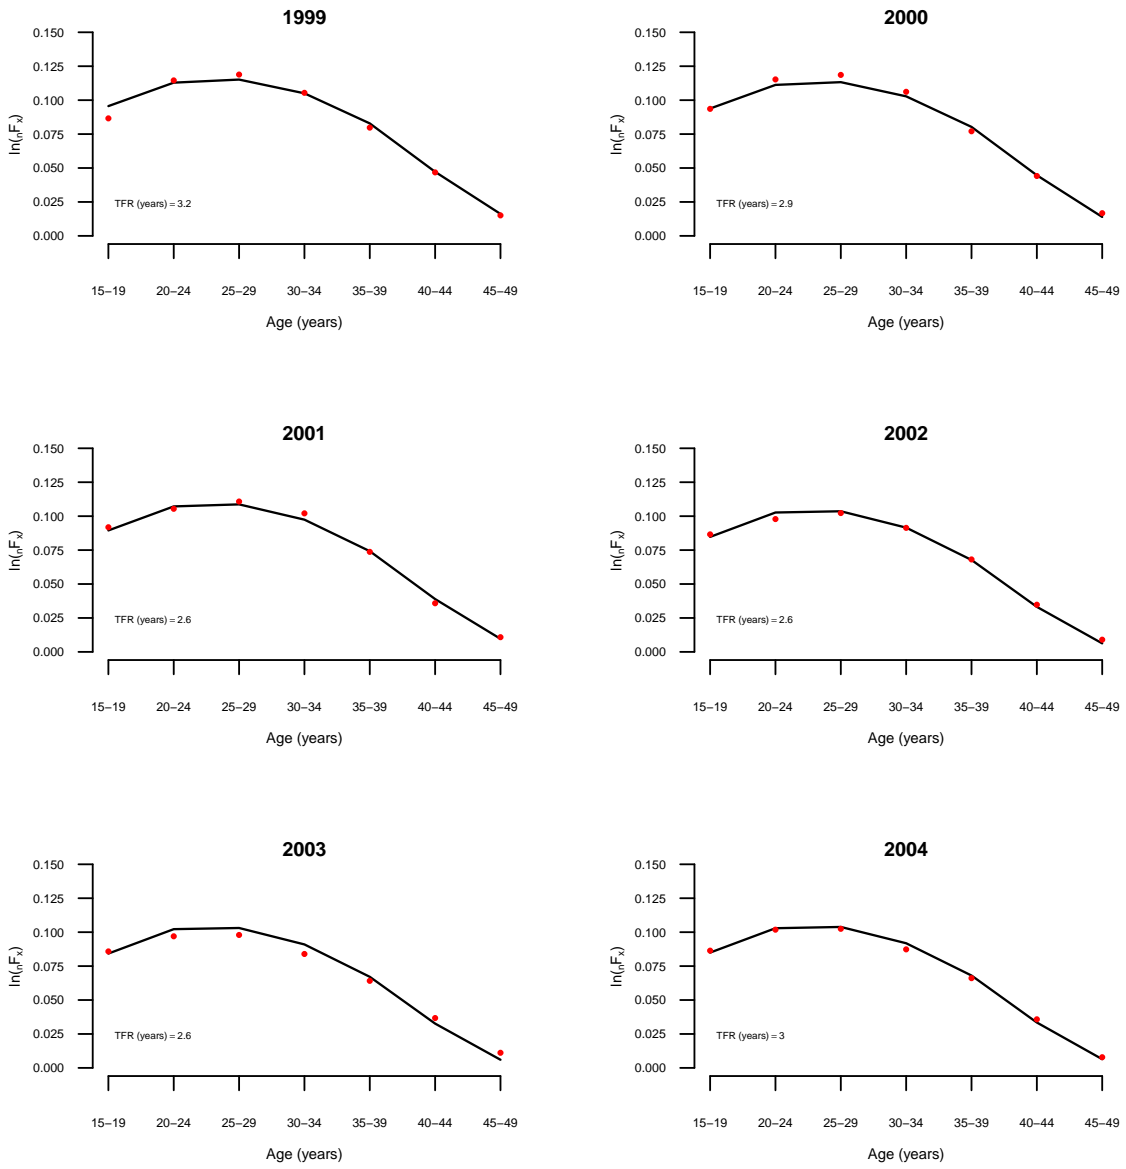 1999
0.150
0.125
0.100
0.075
0.050
0.025
0.000
ln(nFx)
TFR (years) = 3.2
15–19 20–24 25–29 30–34 35–39 40–44 45–49
Age (years)
2000
0.150
0.125
0.100
0.075
0.050
0.025
0.000
ln(nFx)
TFR (years) = 2.9
15–19 20–24 25–29 30–34 35–39 40–44 45–49
Age (years)
2001
0.150
0.125
0.100
0.075
0.050
0.025
0.000
ln(nFx)
TFR (years) = 2.6
15–19 20–24 25–29 30–34 35–39 40–44 45–49
Age (years)
2002
0.150
0.125
0.100
0.075
0.050
0.025
0.000
ln(nFx)
TFR (years) = 2.6
15–19 20–24 25–29 30–34 35–39 40–44 45–49
Age (years)
2003
0.150
0.125
0.100
0.075
0.050
0.025
0.000
ln(nFx)
TFR (years) = 2.6
15–19 20–24 25–29 30–34 35–39 40–44 45–49
Age (years)
2004
0.150
0.125
0.100
0.075
0.050
0.025
0.000
ln(nFx)
TFR (years) = 3
15–19 20–24 25–29 30–34 35–39 40–44 45–49
Age (years)